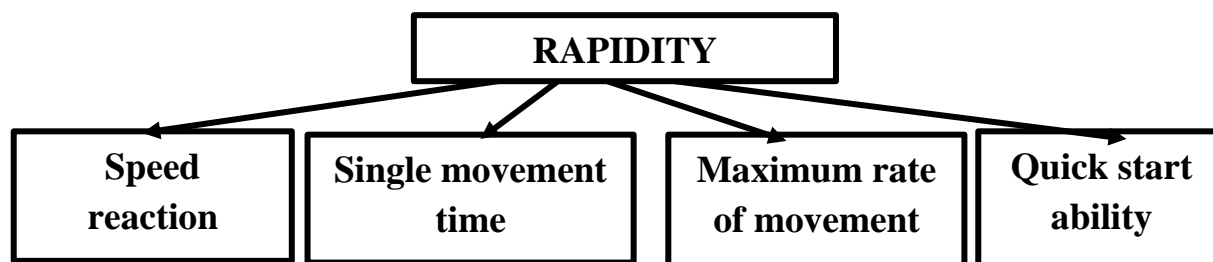 RAPIDITY
Speed
reaction
Single movement
time
Maximum rate
of movement
Quick start
ability